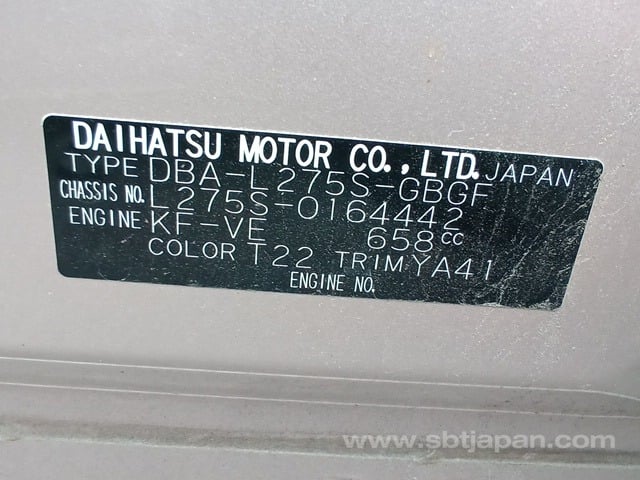 DAIHATSU MOTOR CO., LTD. JAPAN
TYPE DBA-L275S-GBGF
CHASSIS NO. L275S-0164442
ENGINE KF-VE 658cc
COLOR T22 TRIM YA41
ENGINE NO.
www.sbtjapan.com